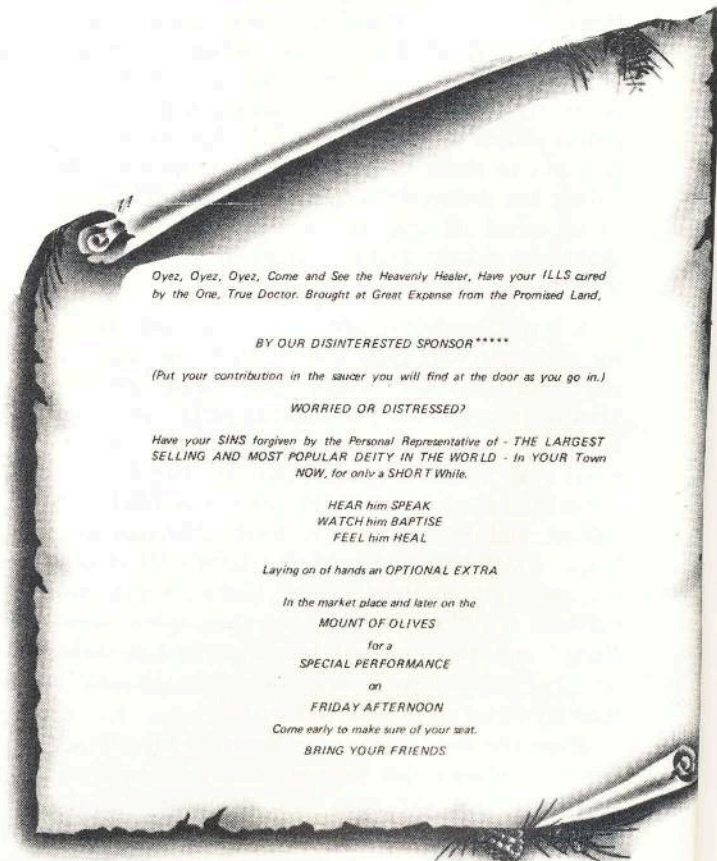 Oyez, Oyez, Oyez, Come and See the Heavenly Healer, Have your ILLS cured
by the One, True Doctor. Brought at Great Expense from the Promised Land,
BY OUR DISINTERESTED SPONSOR*****
(Put your contribution in the saucer you will find at the door as you go in.)
WORRIED OR DISTRESSED?
Have your SINS forgiven by the Personal Representative of - THE LARGEST
SELLING AND MOST POPULAR DEITY IN THE WORLD - In YOUR Town
NOW, for only a SHORT While.
HEAR him SPEAK
WATCH him BAPTISE
FEEL him HEAL
Laying on of hands an OPTIONAL EXTRA
In the market place and later on the
MOUNT OF OLIVES
for a
SPECIAL PERFORMANCE
on
FRIDAY AFTERNOON
Come early to make sure of your seat.
BRING YOUR FRIENDS